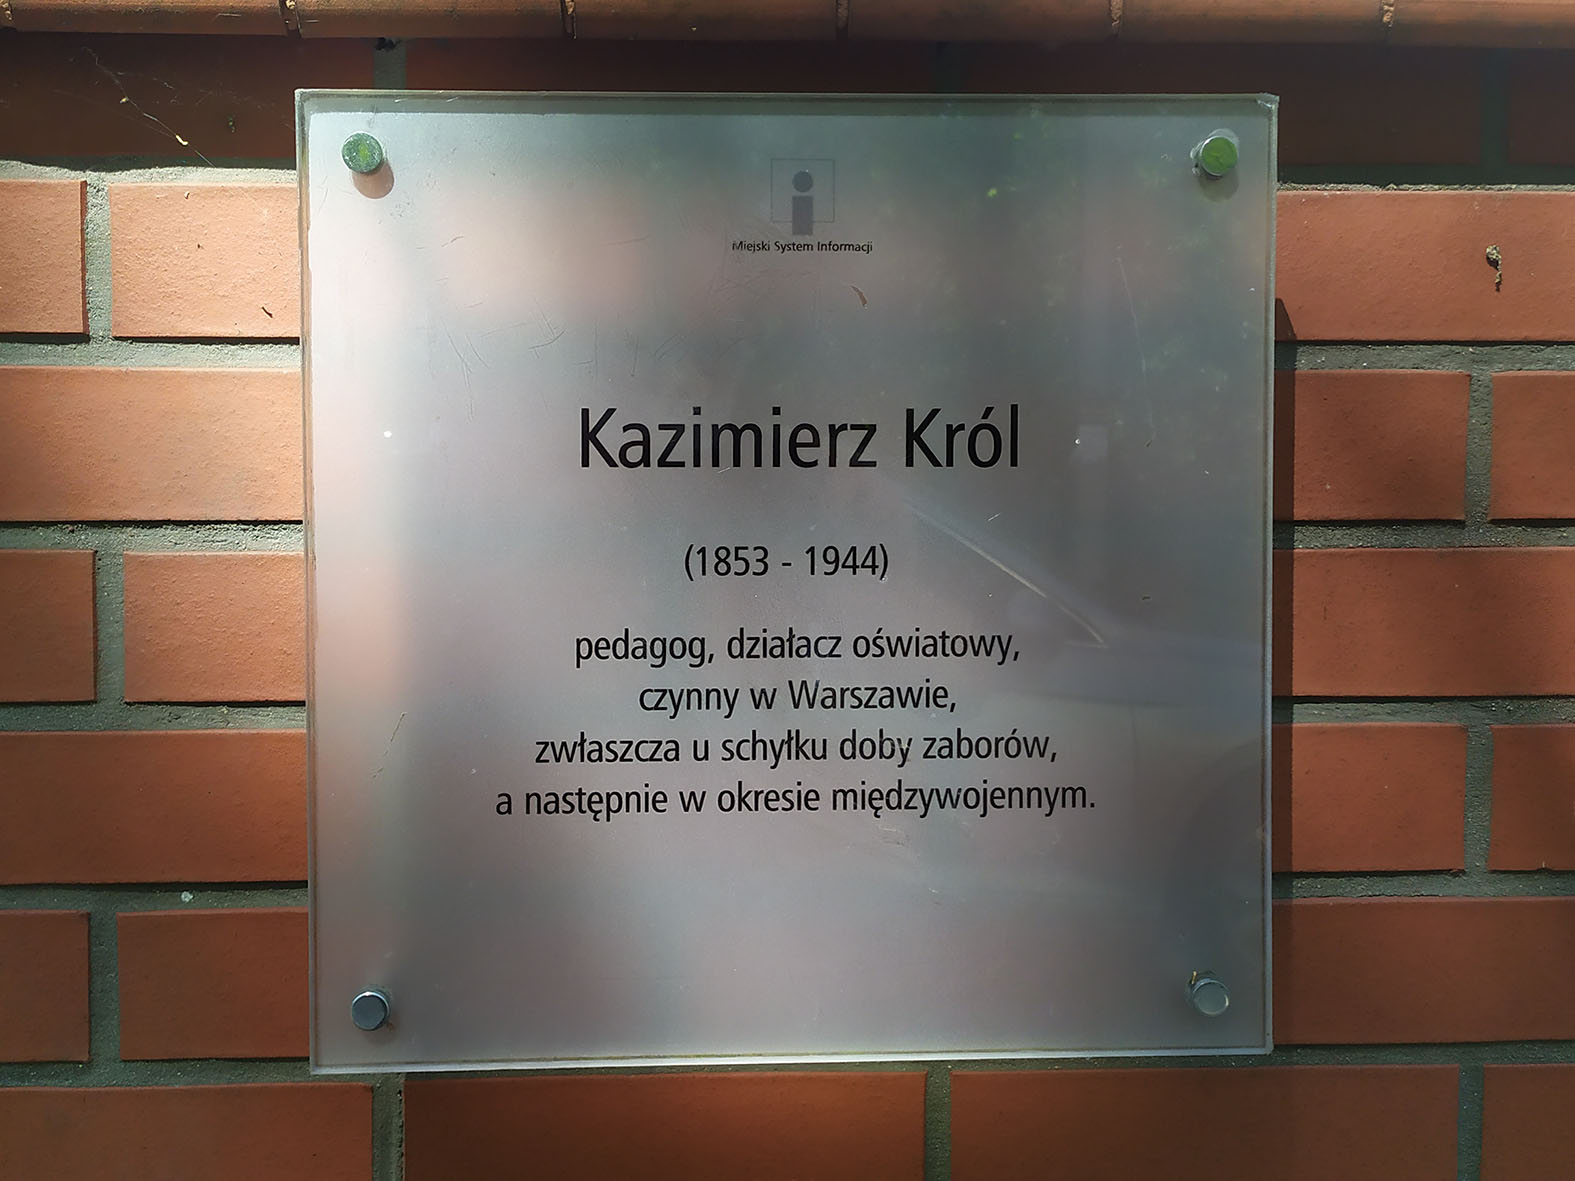 Miejski System Informacji
Kazimierz Król
(1853 - 1944)
pedagog, działacz oświatowy,
czynny w Warszawie,
zwłaszcza u schyłku doby zaborów,
a następnie w okresie międzywojennym.